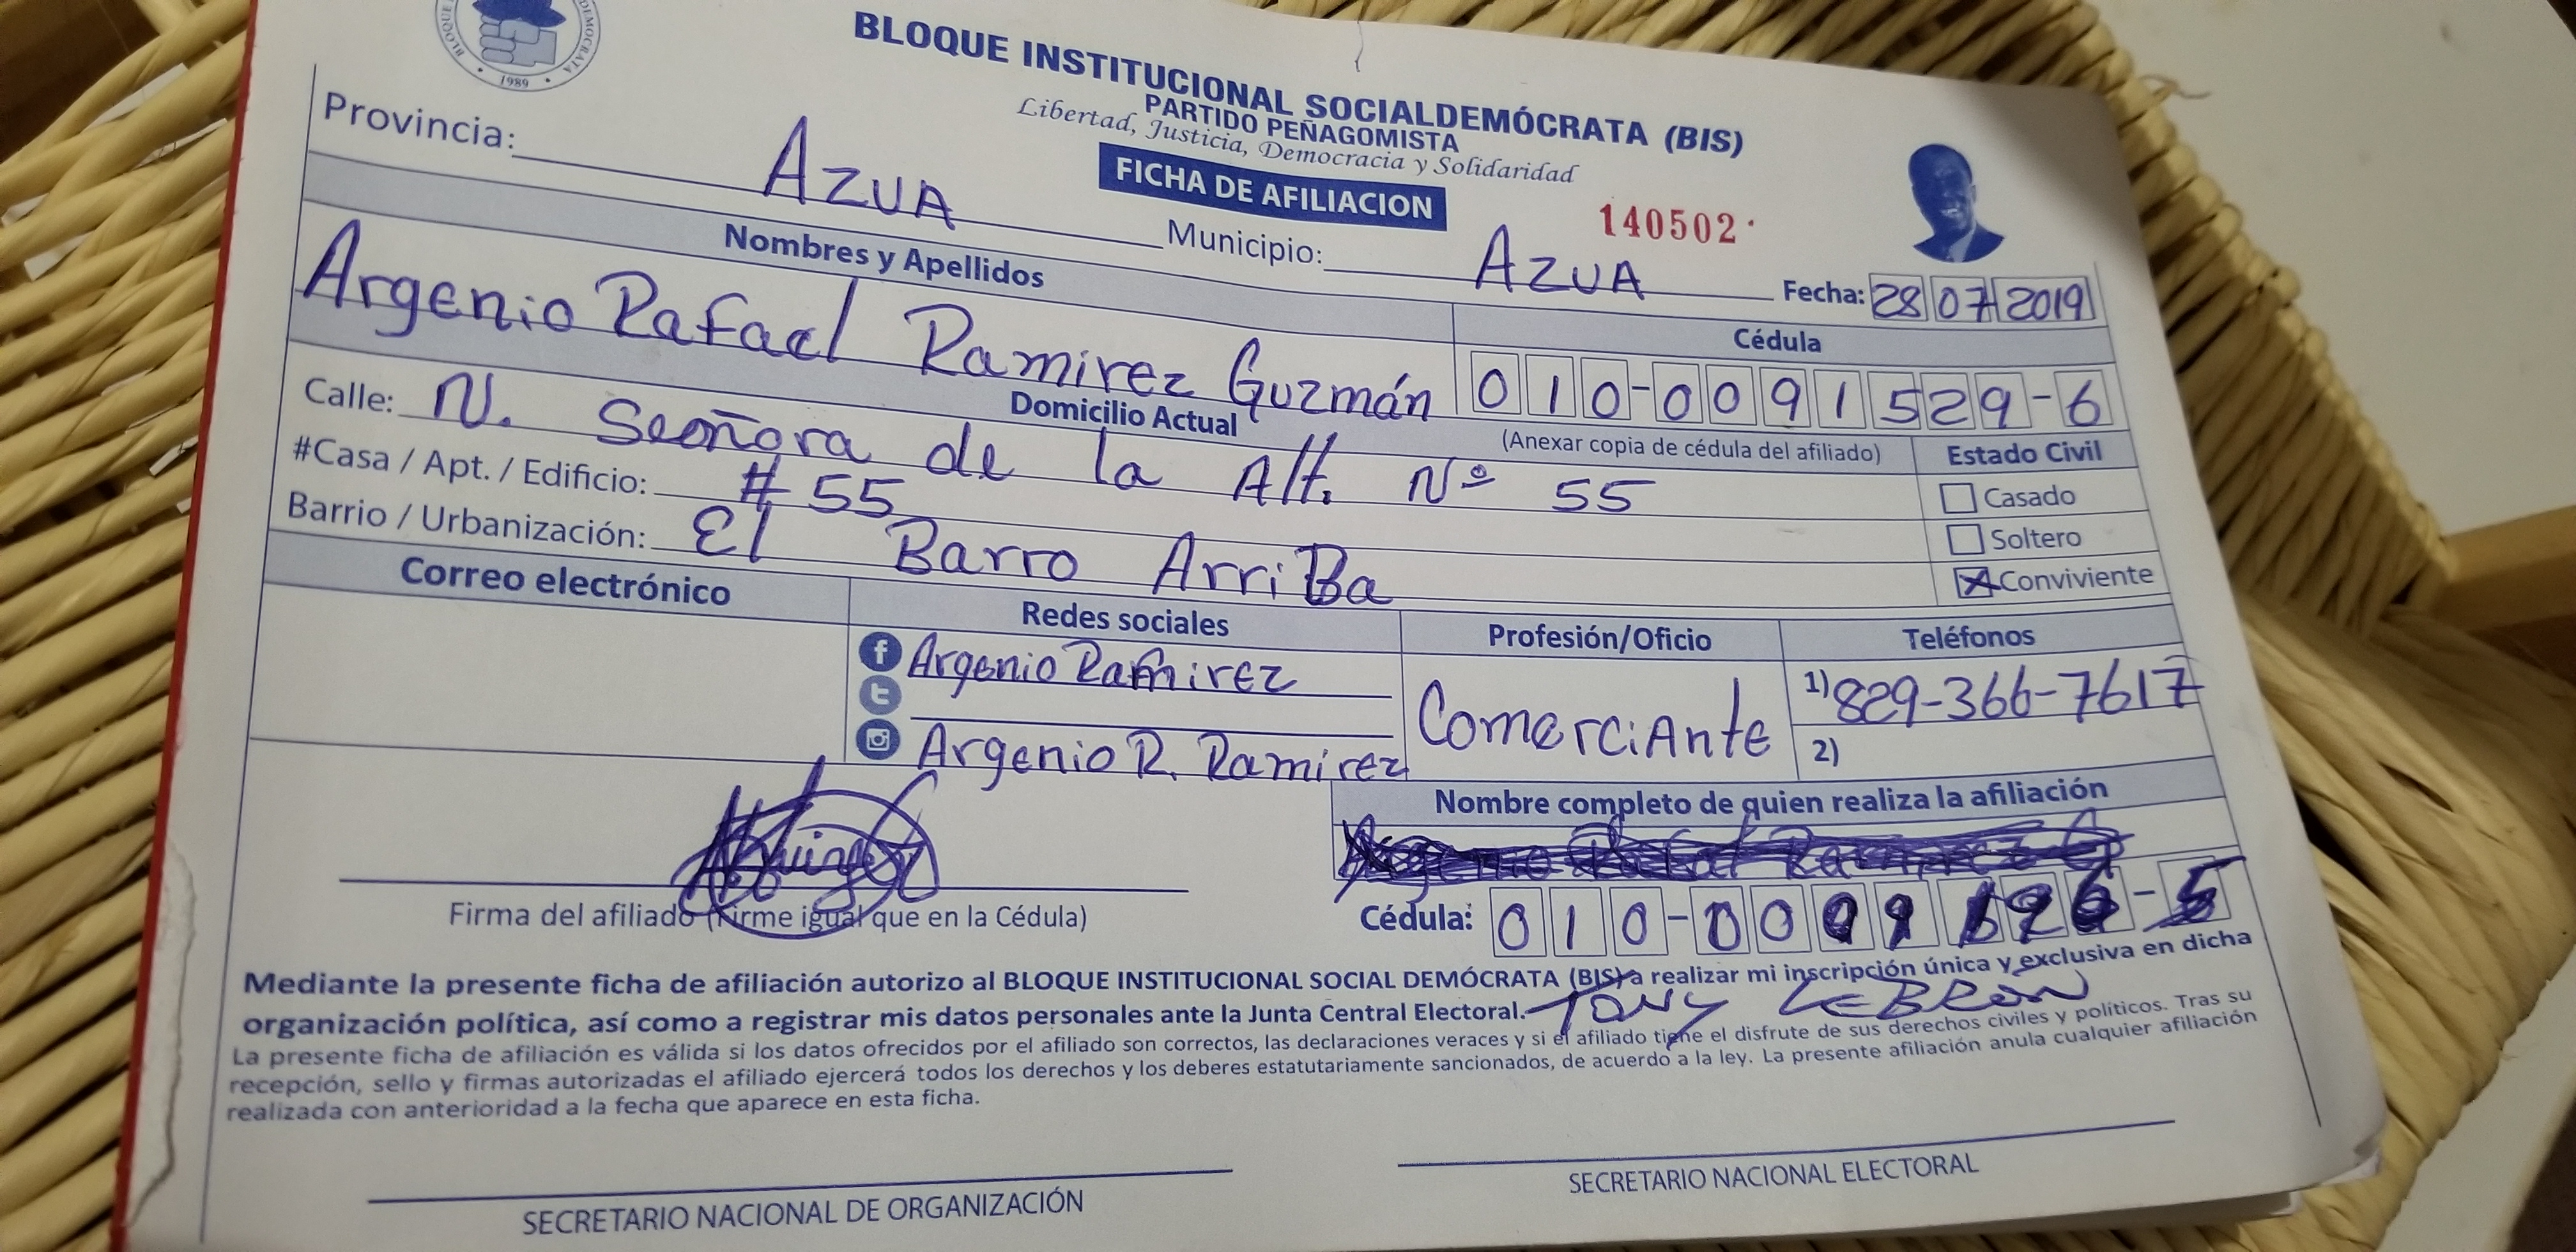 BLOQUE
DEMOCRATA
1989
BLOQUE INSTITUCIONAL SOCIALDEMÓCRATA (BIS)
PARTIDO PEÑAGOMISTA
Libertad, Justicia, Democracia y Solidaridad
FICHA DE AFILIACION
140502
Provincia: AZUA Municipio: AZUA Fecha: 28 07 2019
Nombres y Apellidos
Cédula
Argenio Rafael Ramirez Guzmán 010-0091529-6
Domicilio Actual
(Anexar copia de cédula del afiliado)
Estado Civil
Calle: N. Señora de la Alt. Nº 55
Casado
#Casa / Apt. / Edificio: # 55
Soltero
Barrio / Urbanización: El Barro ArriBa
Conviviente
Correo electrónico
Redes sociales
Profesión/Oficio
Teléfonos
Argenio Ramirez
Argenio R. Ramirez
ComerciAnte
1) 829-366-7617
2)
Nombre completo de quien realiza la afiliación
Cédula: 010-00
Firma del afiliado (Firme igual que en la Cédula)
Mediante la presente ficha de afiliación autorizo al BLOQUE INSTITUCIONAL SOCIAL DEMÓCRATA (BIS) a realizar mi inscripción única y exclusiva en dicha
organización política, así como a registrar mis datos personales ante la Junta Central Electoral. TONY LEBRON
La presente ficha de afiliación es válida si los datos ofrecidos por el afiliado son correctos, las declaraciones veraces y si el afiliado tiene el disfrute de sus derechos civiles y políticos. Tras su
recepción, sello y firmas autorizadas el afiliado ejercerá todos los derechos y los deberes estatutariamente sancionados, de acuerdo a la ley. La presente afiliación anula cualquier afiliación
realizada con anterioridad a la fecha que aparece en esta ficha.
SECRETARIO NACIONAL DE ORGANIZACIÓN
SECRETARIO NACIONAL ELECTORAL